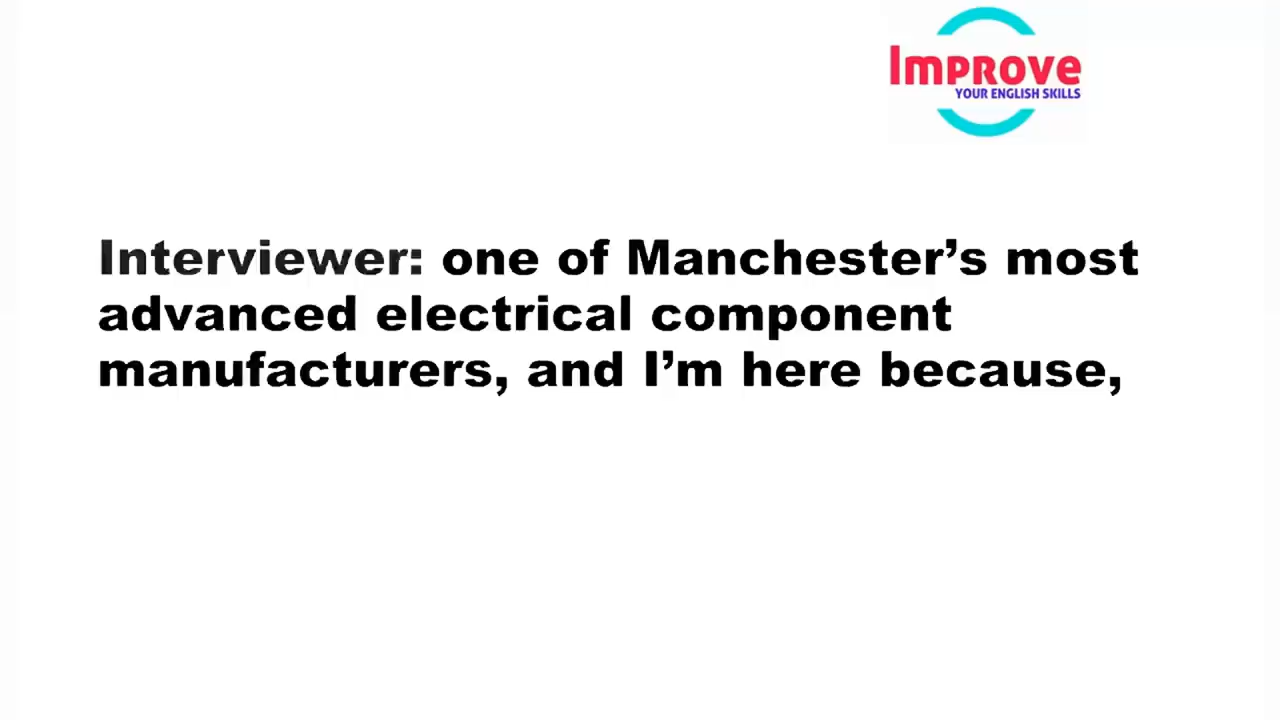 Improve
YOUR ENGLISH SKILLS
Interviewer: one of Manchester’s most
advanced electrical component
manufacturers, and I’m here because,